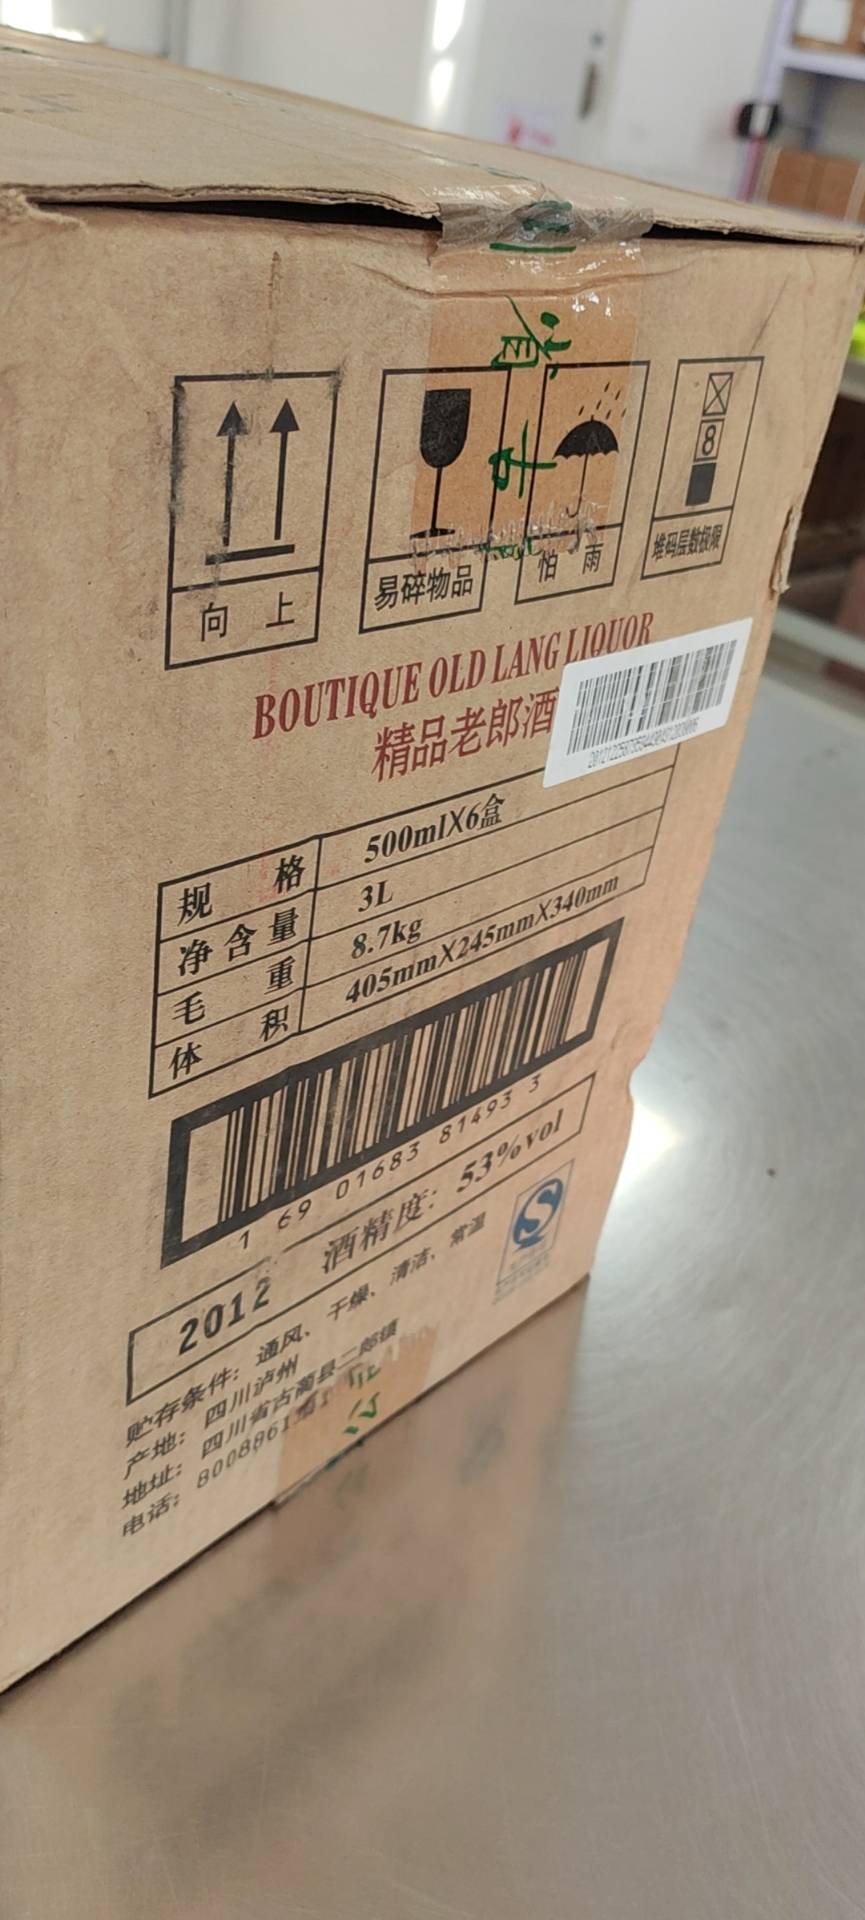 向上
易碎物品
怕雨
8
堆码层数极限
BOUTIQUE OLD LANG LIQUOR
精品老郎酒
规格 500mlX6盒
净含量 3L
毛重 8.7kg
体积 405mmX245mmX340mm
1 69 01683 81493 3
2012 酒精度: 53%vol
贮存条件: 通风、干燥、清洁、常温
产地: 四川泸州
地址: 四川省古蔺县二郎镇
电话: 8008861